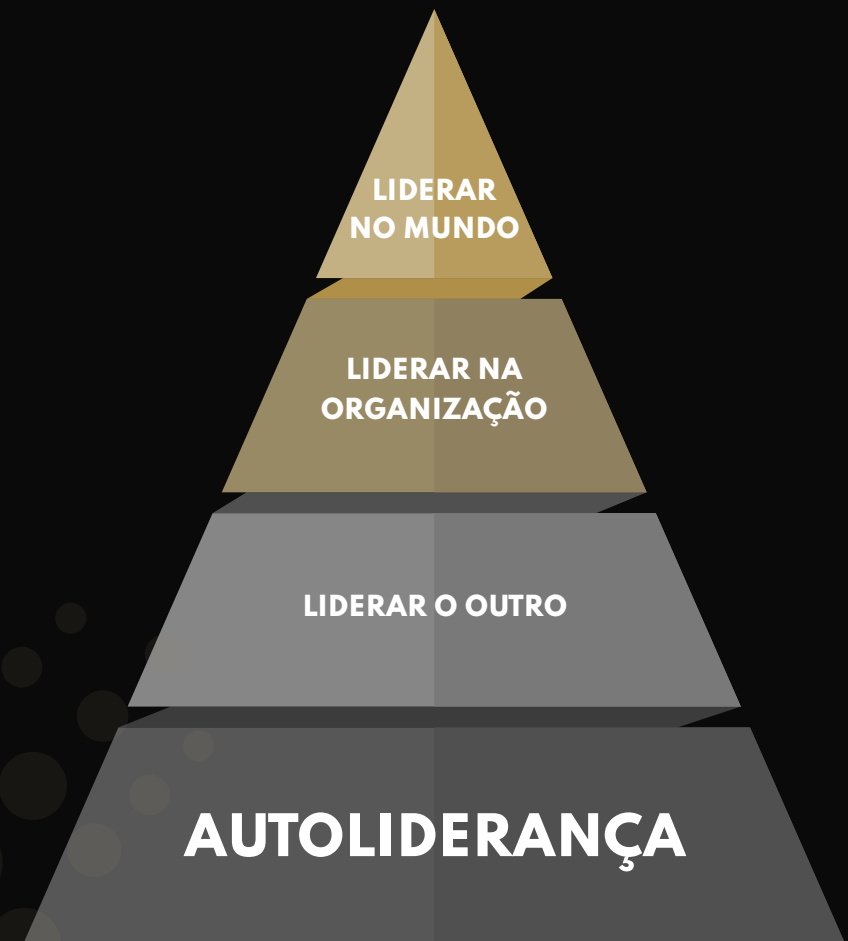 LIDERAR
NO MUNDO
LIDERAR NA
ORGANIZAÇÃO
LIDERAR O OUTRO
AUTOLIDERANÇA